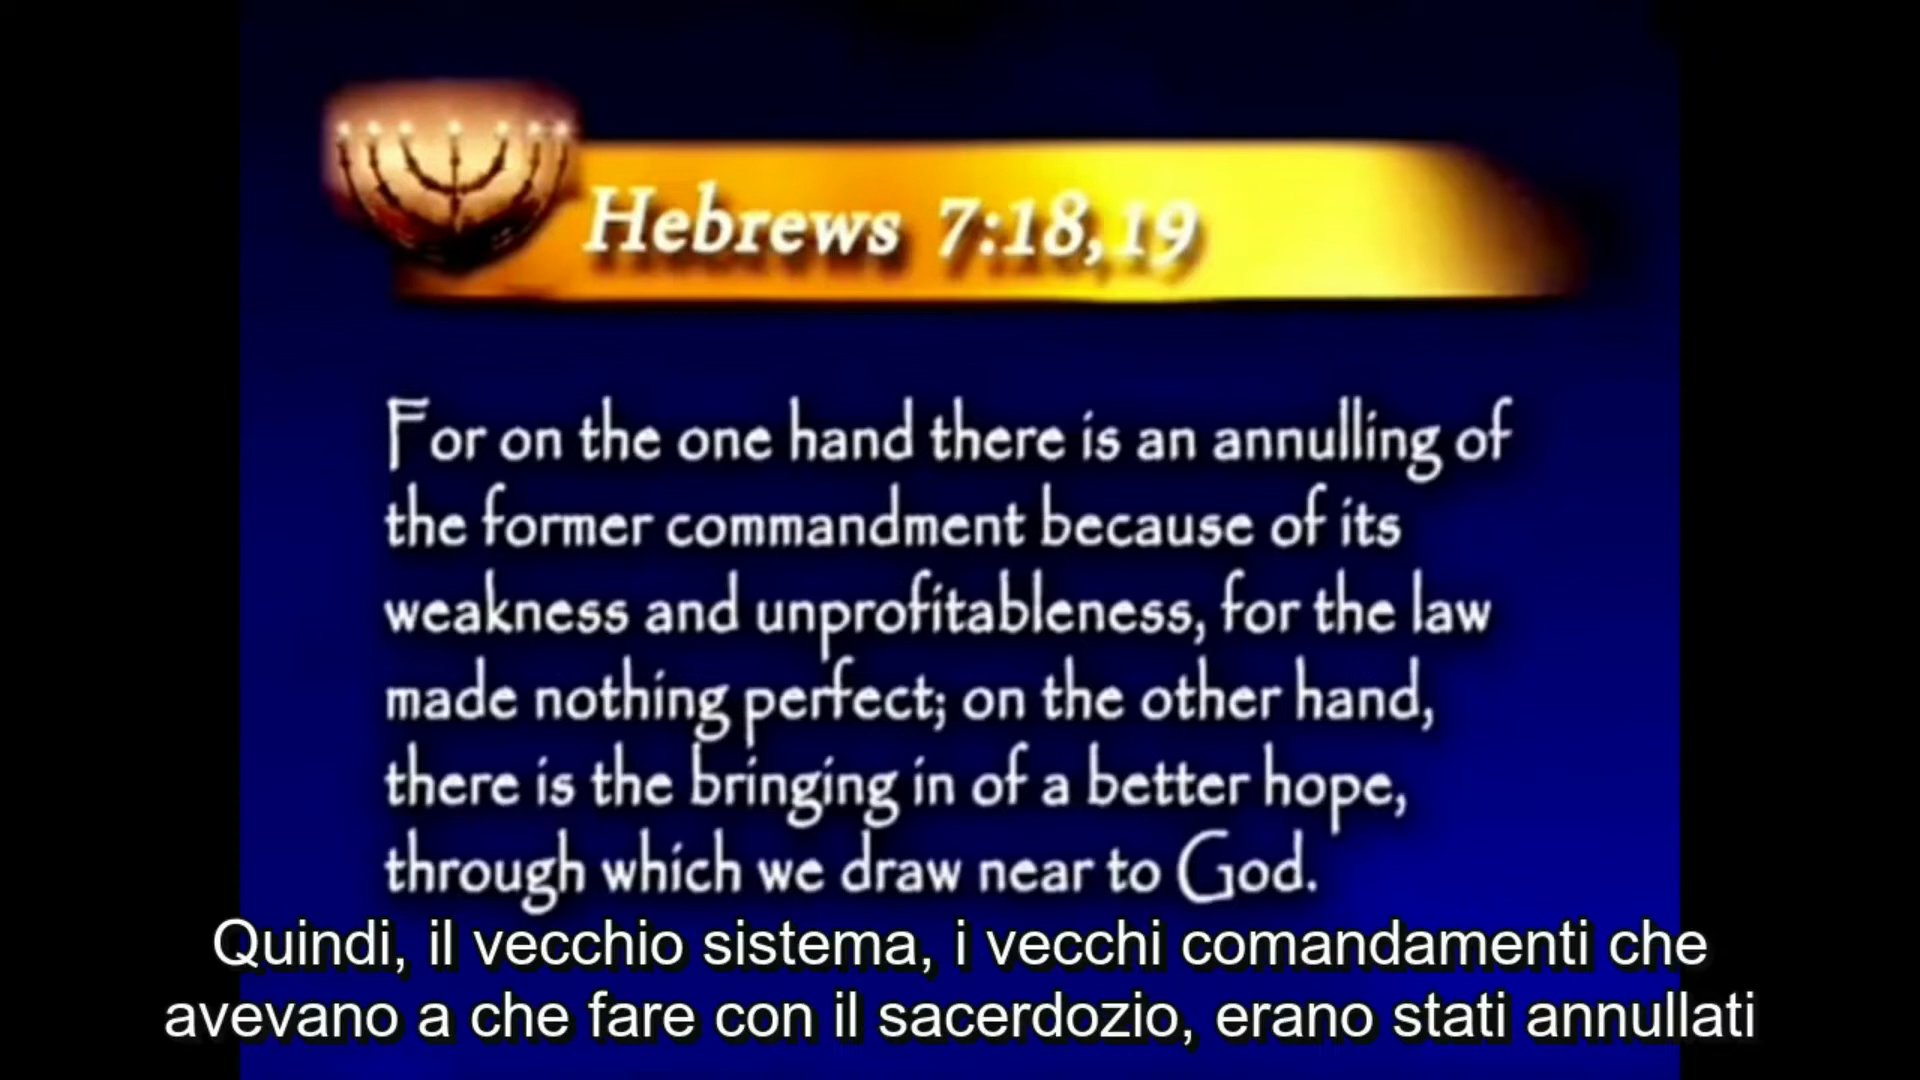 Hebrews 7:18,19
For on the one hand there is an annulling of
the former commandment because of its
weakness and unprofitableness, for the law
made nothing perfect; on the other hand,
there is the bringing in of a better hope,
through which we draw near to God.
Quindi, il vecchio sistema, i vecchi comandamenti che
avevano a che fare con il sacerdozio, erano stati annullati